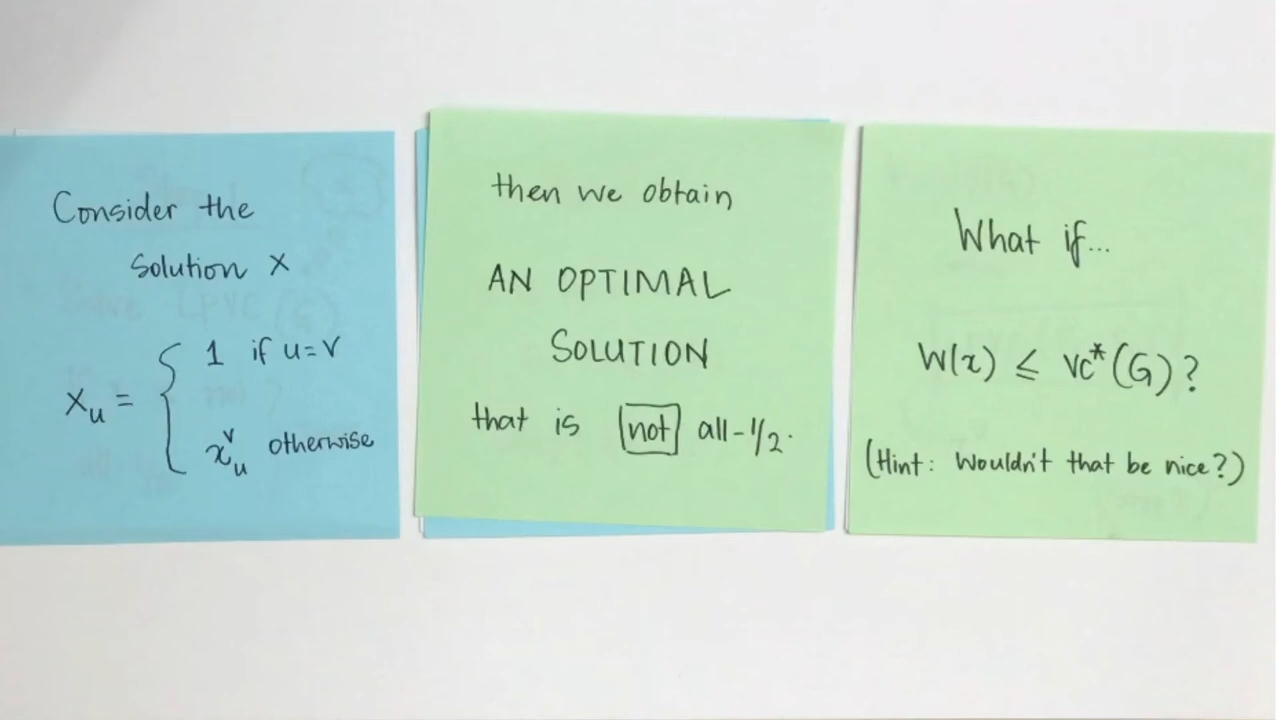 Consider the
solution x
x_u = { 1 if u=v
x_u^v otherwise
then we obtain
AN OPTIMAL
SOLUTION
that is not all-1/2.
What if...
W(x) ≤ vc*(G)?
(Hint: Wouldn't that be nice?)